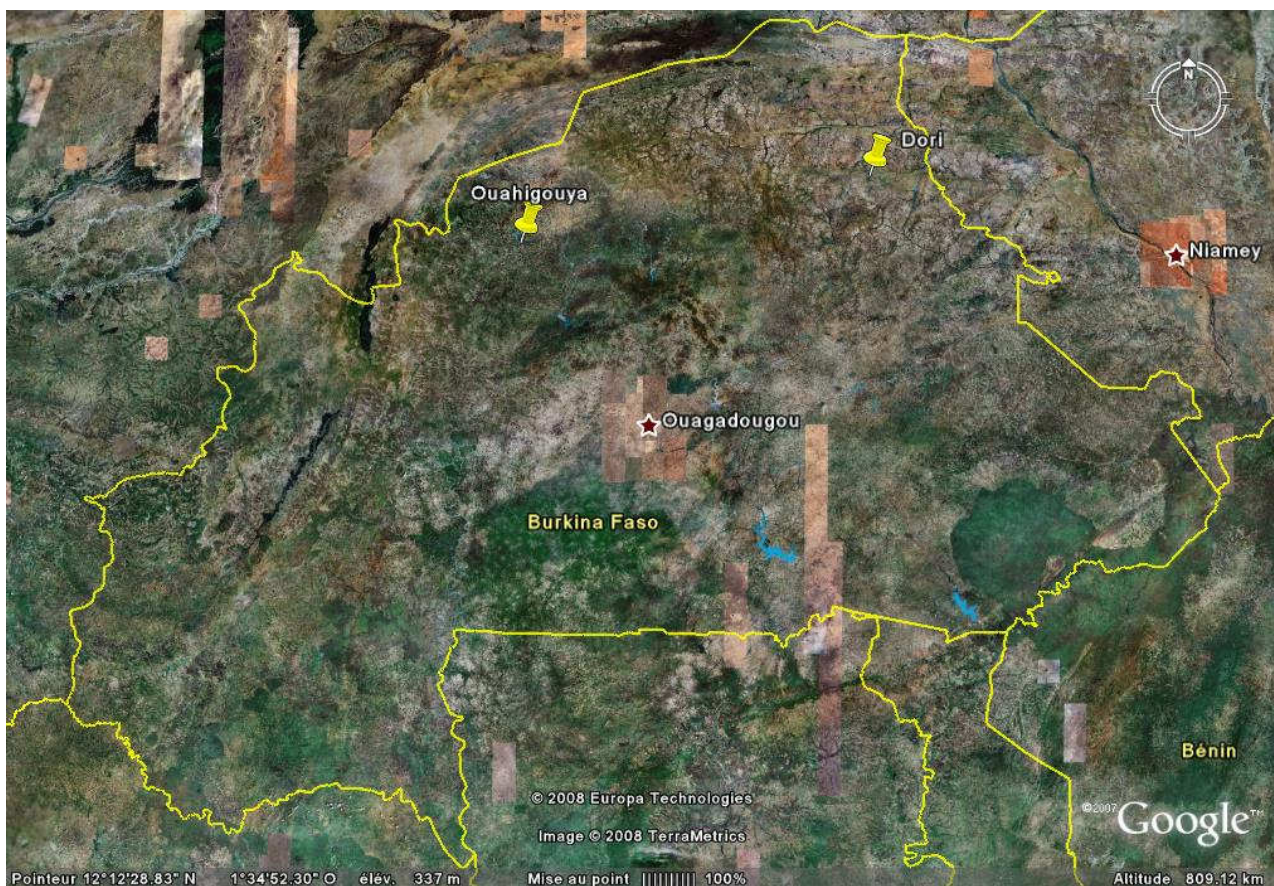 N
Dori
Ouahigouya
Niamey
Ouagadougou
Burkina Faso
Bénin
© 2008 Europa Technologies
©2007 Google™
Image © 2008 TerraMetrics
Pointeur 12°12'28.83" N 1°34'52.30" O élév. 337 m Mise au point |||||||||| 100% Altitude 809.12 km